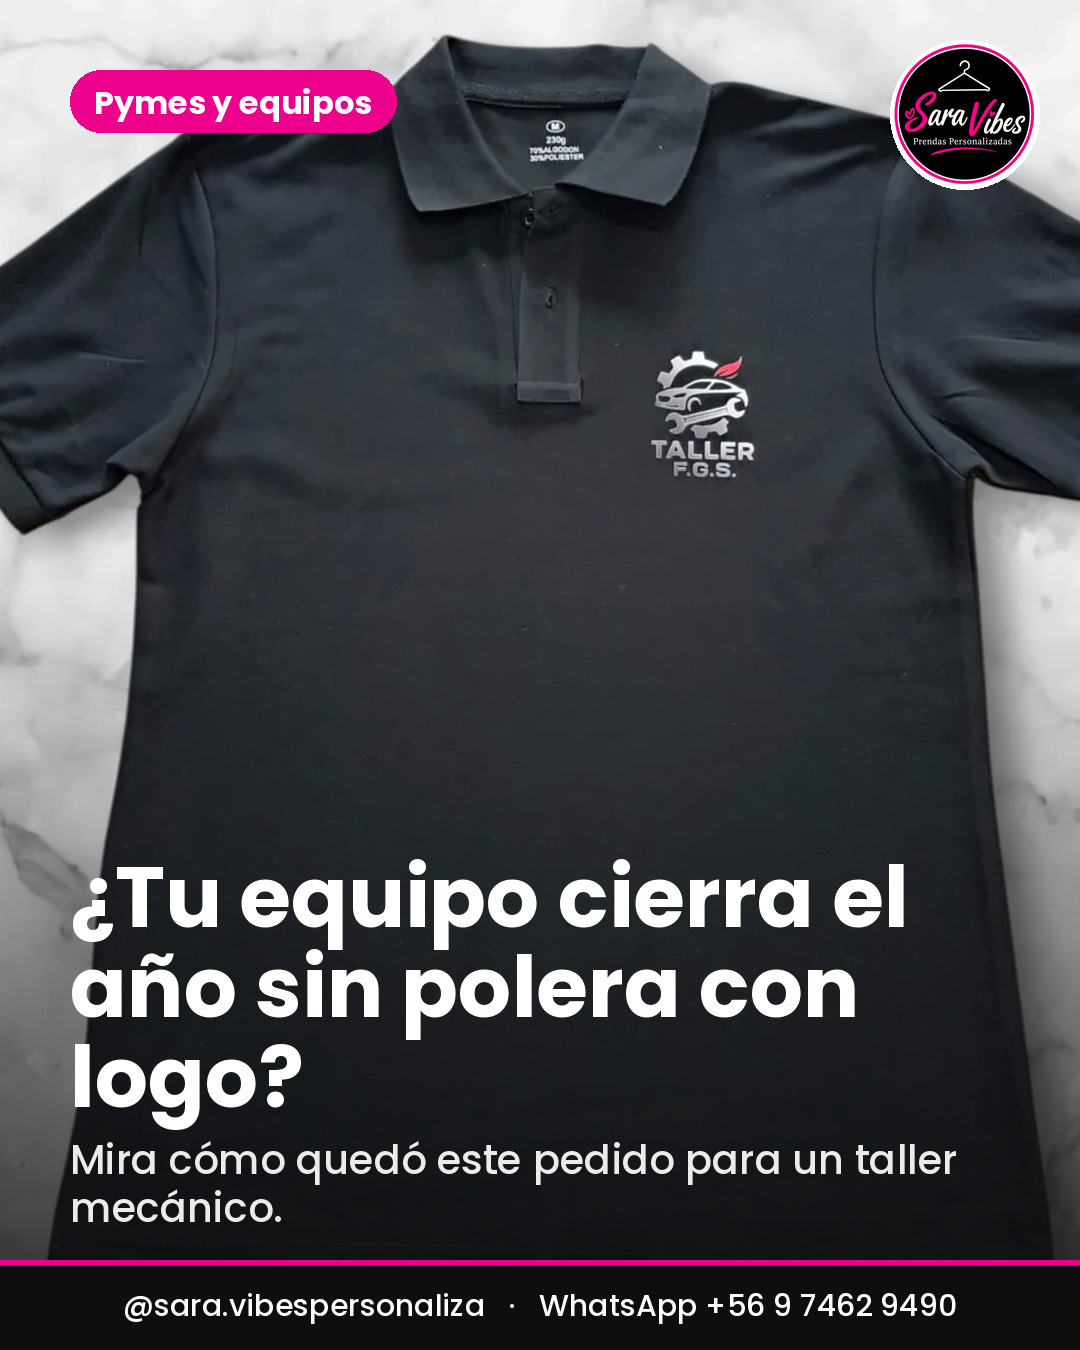 Pymes y equipos
Sara Vibes
Prendas Personalizadas
M
230g
70%ALGODON
30%POLIESTER
TALLER
F.G.S.
¿Tu equipo cierra el
año sin polera con
logo?
Mira cómo quedó este pedido para un taller
mecánico.
@sara.vibespersonaliza · WhatsApp +56 9 7462 9490